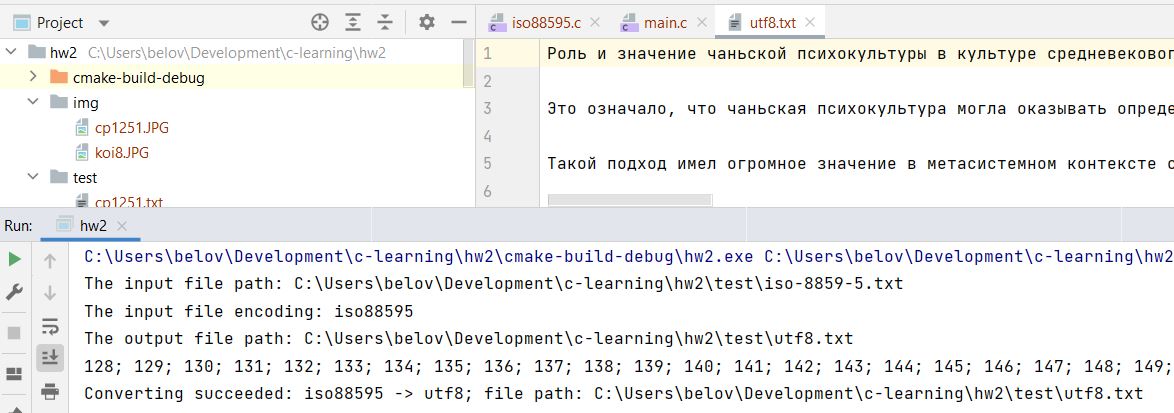 Project
iso88595.c
main.c
utf8.txt
hw2 C:\Users\belov\Development\c-learning\hw2
cmake-build-debug
img
cp1251.JPG
koi8.JPG
test
cp1251.txt
1 Роль и значение чаньской психокультуры в культуре средневеково
2
3 Это означало, что чаньская психокультура могла оказывать опреде
4
5 Такой подход имел огромное значение в метасистемном контексте
6
Run: hw2
C:\Users\belov\Development\c-learning\hw2\cmake-build-debug\hw2.exe C:\Users\belov\Development\c-learning\hw2
The input file path: C:\Users\belov\Development\c-learning\hw2\test\iso-8859-5.txt
The input file encoding: iso88595
The output file path: C:\Users\belov\Development\c-learning\hw2\test\utf8.txt
128; 129; 130; 131; 132; 133; 134; 135; 136; 137; 138; 139; 140; 141; 142; 143; 144; 145; 146; 147; 148; 149;
Converting succeeded: iso88595 -> utf8; file path: C:\Users\belov\Development\c-learning\hw2\test\utf8.txt